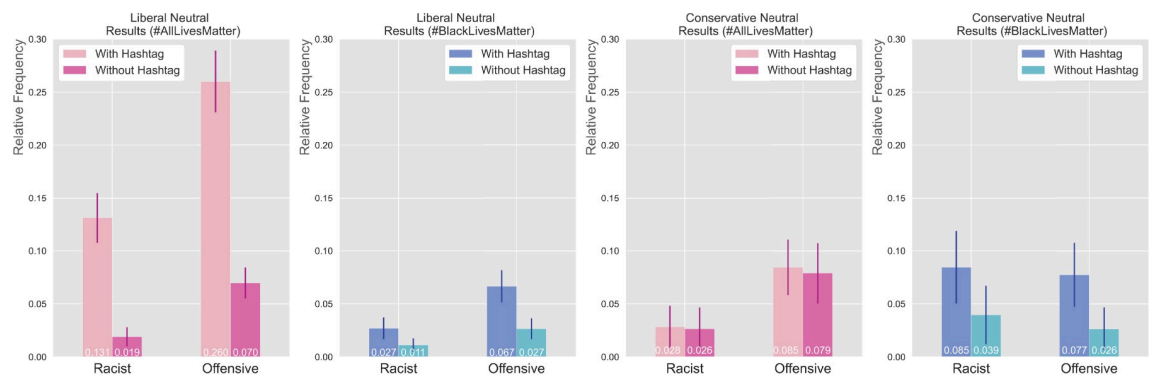 Liberal Neutral
Results (#AllLivesMatter)
Relative Frequency
0.30
0.25
0.20
0.15
0.10
0.05
0.00
With Hashtag
Without Hashtag
0.131 0.019 0.260 0.070
Racist Offensive
Liberal Neutral
Results (#BlackLivesMatter)
Relative Frequency
0.30
0.25
0.20
0.15
0.10
0.05
0.00
With Hashtag
Without Hashtag
0.027 0.011 0.067 0.027
Racist Offensive
Conservative Neutral
Results (#AllLivesMatter)
Relative Frequency
0.30
0.25
0.20
0.15
0.10
0.05
0.00
With Hashtag
Without Hashtag
0.028 0.026 0.085 0.079
Racist Offensive
Conservative Neutral
Results (#BlackLivesMatter)
Relative Frequency
0.30
0.25
0.20
0.15
0.10
0.05
0.00
With Hashtag
Without Hashtag
0.085 0.039 0.077 0.026
Racist Offensive